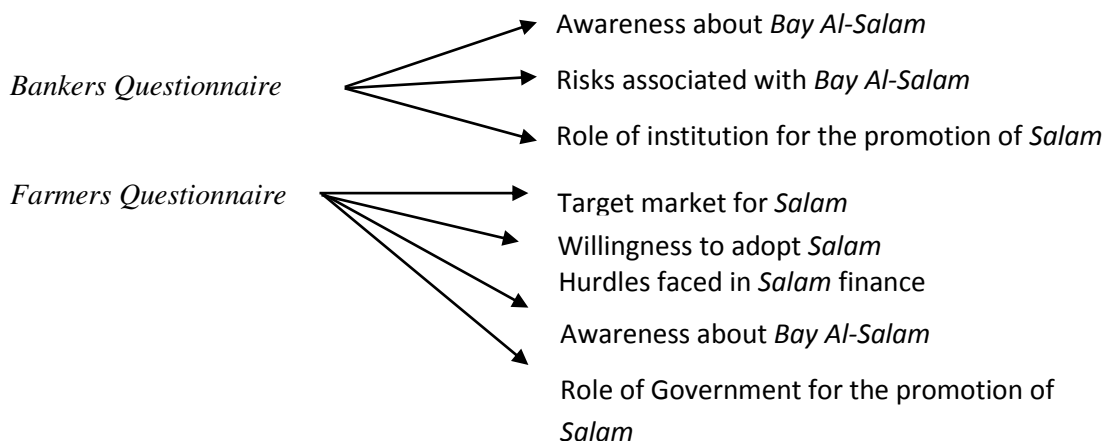 Awareness about Bay Al-Salam
Bankers Questionnaire
Risks associated with Bay Al-Salam
Role of institution for the promotion of Salam
Farmers Questionnaire
Target market for Salam
Willingness to adopt Salam
Hurdles faced in Salam finance
Awareness about Bay Al-Salam
Role of Government for the promotion of
Salam